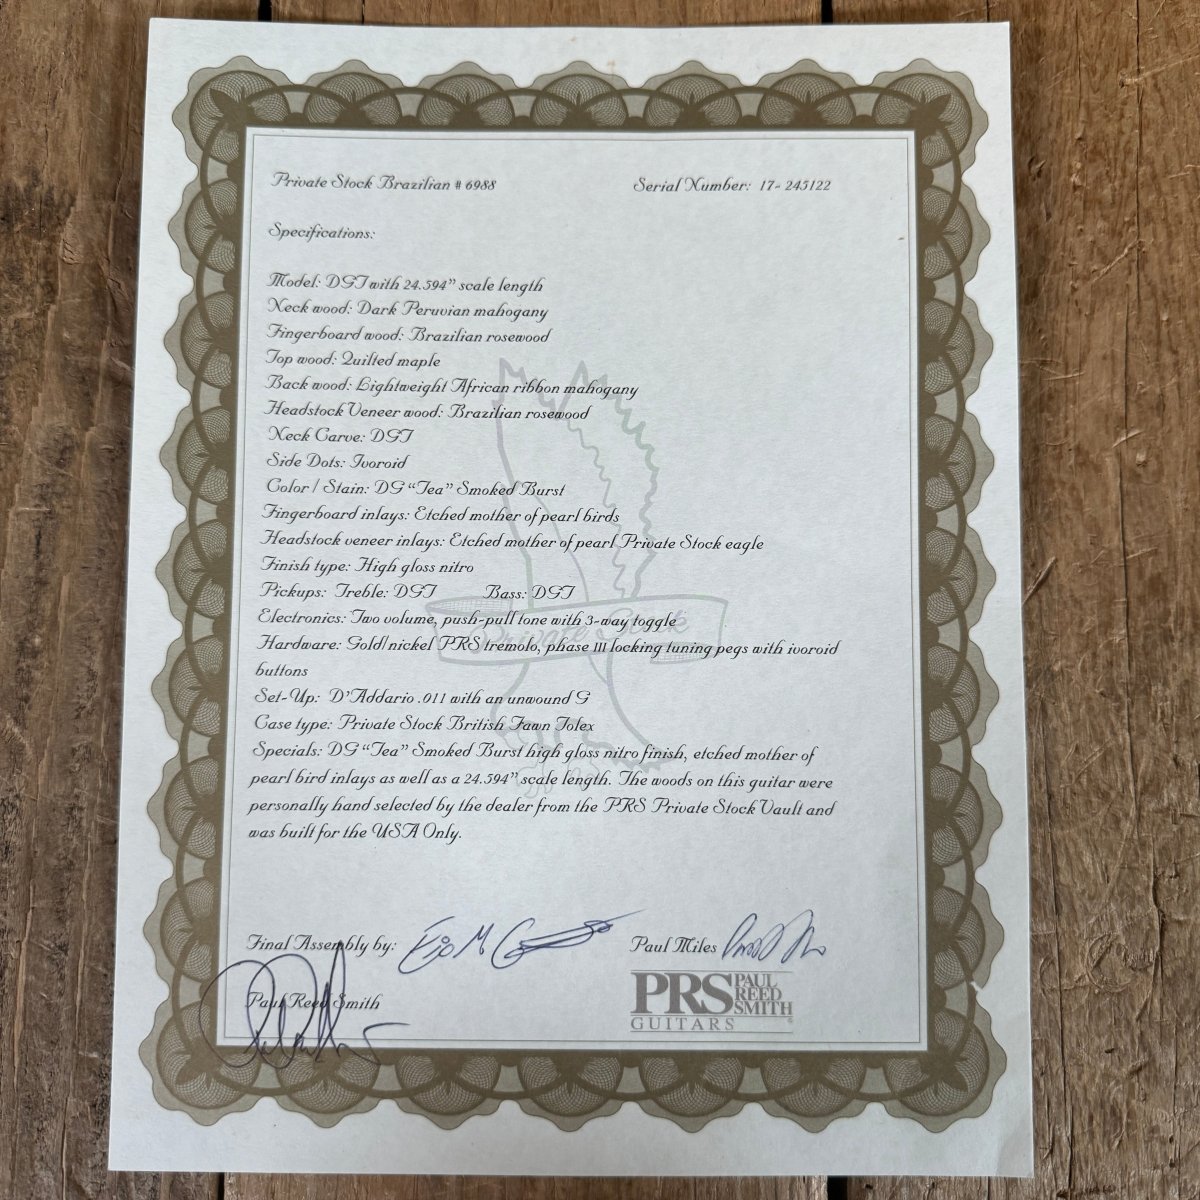 Private Stock Brazilian # 6988 Serial Number: 17- 245122
Specifications:
Model: DGT with 24.594" scale length
Neck wood: Dark Peruvian mahogany
Fingerboard wood: Brazilian rosewood
Top wood: Quilted maple
Back wood: Lightweight African ribbon mahogany
Headstock Veneer wood: Brazilian rosewood
Neck Carve: DGT
Side Dots: Ivoroid
Color / Stain: DG "Tea" Smoked Burst
Fingerboard inlays: Etched mother of pearl birds
Headstock veneer inlays: Etched mother of pearl Private Stock eagle
Finish type: High gloss nitro
Pickups: Treble: DGT Bass: DGT
Electronics: Two volume, push-pull tone with 3-way toggle
Private Stock
Hardware: Gold/nickel PRS tremolo, phase III locking tuning pegs with ivoroid
buttons
Set-Up: D'Addario .011 with an unwound G
Case type: Private Stock British Fawn Tolex
Specials: DG "Tea" Smoked Burst high gloss nitro finish, etched mother of
pearl bird inlays as well as a 24.594" scale length. The woods on this guitar were
personally hand selected by the dealer from the PRS Private Stock Vault and
was built for the USA Only.
Final Assembly by: Paul Miles
Paul Reed Smith
PRS PAUL
REED
SMITH
GUITARS